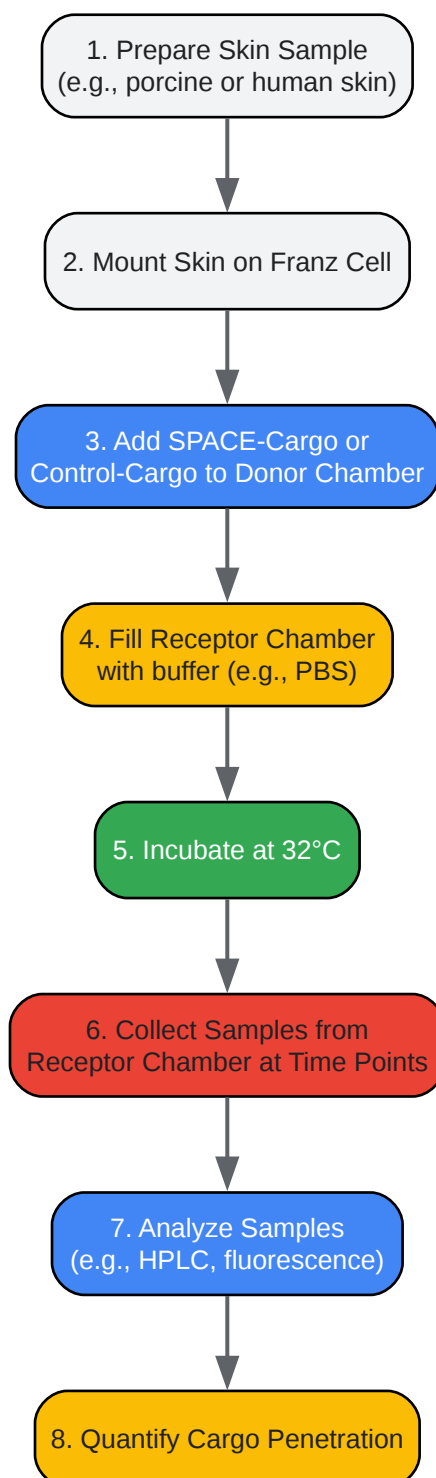 1. Prepare Skin Sample
(e.g., porcine or human skin)
2. Mount Skin on Franz Cell
3. Add SPACE-Cargo or
Control-Cargo to Donor Chamber
4. Fill Receptor Chamber
with buffer (e.g., PBS)
5. Incubate at 32°C
6. Collect Samples from
Receptor Chamber at Time Points
7. Analyze Samples
(e.g., HPLC, fluorescence)
8. Quantify Cargo Penetration